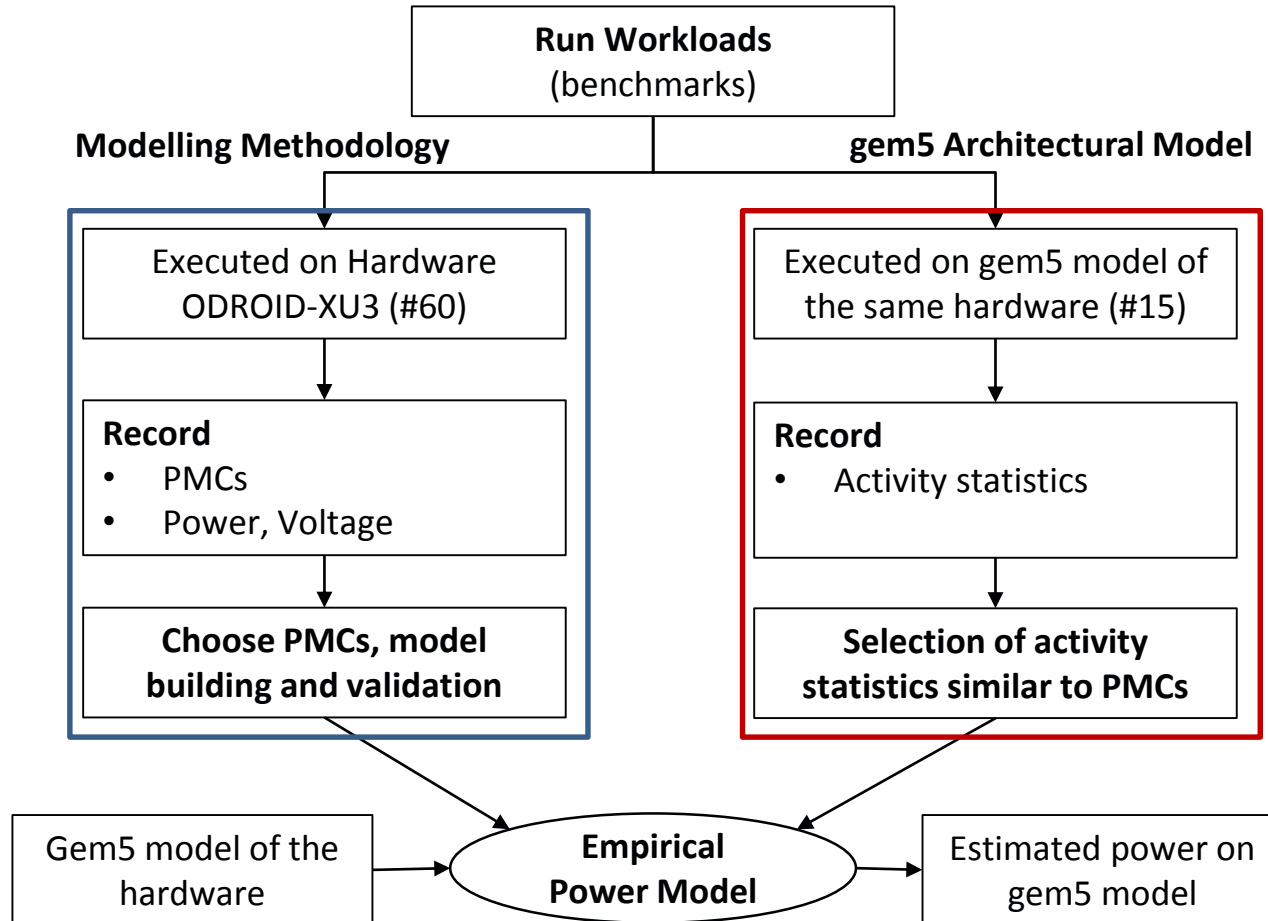 Run Workloads
(benchmarks)
Modelling Methodology
gem5 Architectural Model
Executed on Hardware
ODROID-XU3 (#60)
Record
• PMCs
• Power, Voltage
Choose PMCs, model
building and validation
Executed on gem5 model of
the same hardware (#15)
Record
• Activity statistics
Selection of activity
statistics similar to PMCs
Gem5 model of the
hardware
Empirical
Power Model
Estimated power on
gem5 model